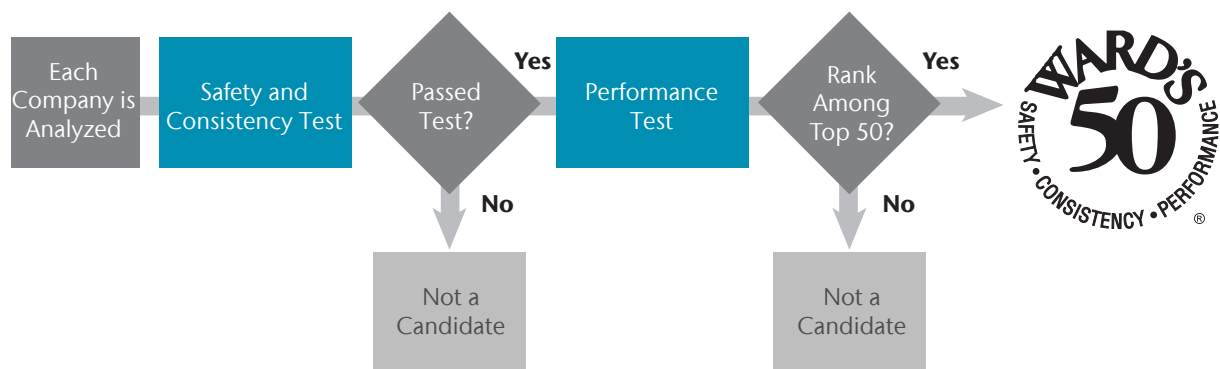 Each
Company is
Analyzed
Safety and
Consistency Test
Passed
Test?
Yes
No
Not a
Candidate
Performance
Test
Rank
Among
Top 50?
Yes
No
Not a
Candidate
WARD'S
50
SAFETY • CONSISTENCY • PERFORMANCE
®